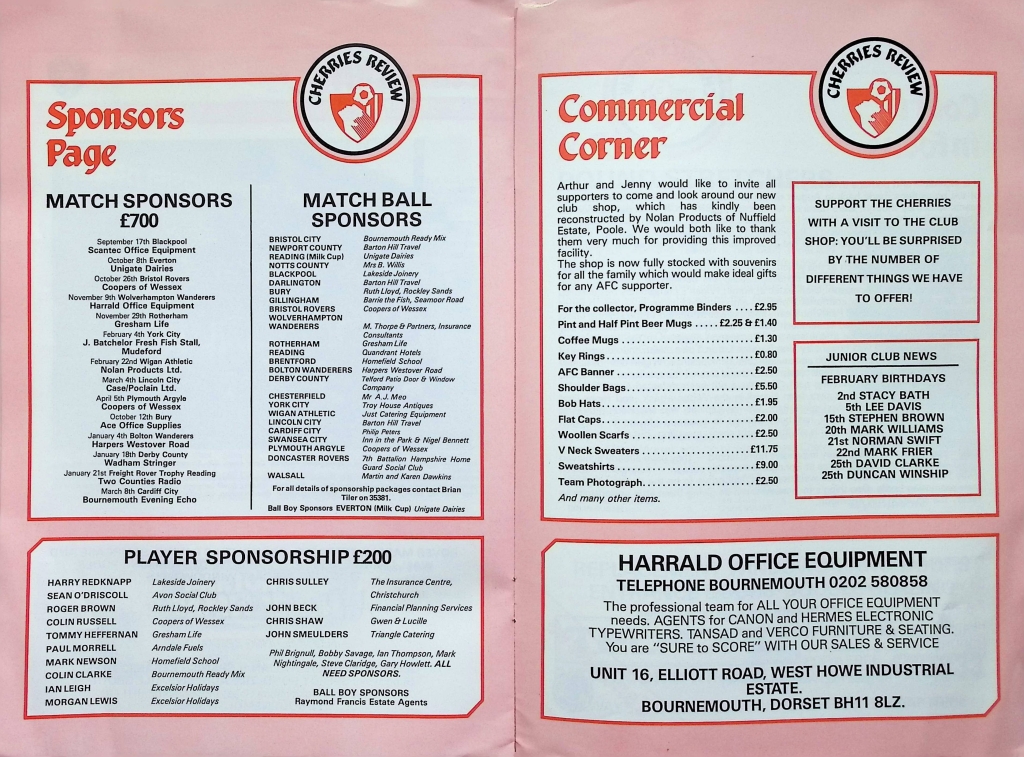 CHERRIES REVIEW
Sponsors
Page
MATCH SPONSORS
£700
September 17th Blackpool
Scantec Office Equipment
October 8th Everton
Unigate Dairies
October 26th Bristol Rovers
Coopers of Wessex
November 9th Wolverhampton Wanderers
Harrald Office Equipment
November 29th Rotherham
Gresham Life
February 4th York City
J. Batchelor Fresh Fish Stall,
Mudeford
February 22nd Wigan Athletic
Nolan Products Ltd.
March 4th Lincoln City
Case/Poclain Ltd.
April 5th Plymouth Argyle
Coopers of Wessex
October 12th Bury
Ace Office Supplies
January 4th Bolton Wanderers
Harpers Westover Road
January 18th Derby County
Wadham Stringer
January 21st Freight Rover Trophy Reading
Two Counties Radio
March 8th Cardiff City
Bournemouth Evening Echo
MATCH BALL
SPONSORS
BRISTOL CITY Bournemouth Ready Mix
NEWPORT COUNTY Barton Hill Travel
READING (Milk Cup) Unigate Dairies
NOTTS COUNTY Mrs B. Willis
BLACKPOOL Lakeside Joinery
DARLINGTON Barton Hill Travel
BURY Ruth Lloyd, Rockley Sands
GILLINGHAM Barrie the Fish, Seamoor Road
BRISTOL ROVERS Coopers of Wessex
WOLVERHAMPTON
WANDERERS M. Thorpe & Partners, Insurance
Consultants
ROTHERHAM Gresham Life
READING Quandrant Hotels
BRENTFORD Homefield School
BOLTON WANDERERS Harpers Westover Road
DERBY COUNTY Telford Patio Door & Window
Company
CHESTERFIELD Mr A.J. Meo
YORK CITY Troy House Antiques
WIGAN ATHLETIC Just Catering Equipment
LINCOLN CITY Barton Hill Travel
CARDIFF CITY Philip Peters
SWANSEA CITY Inn in the Park & Nigel Bennett
PLYMOUTH ARGYLE Coopers of Wessex
DONCASTER ROVERS 7th Battalion Hampshire Home
Guard Social Club
WALSALL Martin and Karen Dawkins
For all details of sponsorship packages contact Brian
Tiler on 35381.
Ball Boy Sponsors EVERTON (Milk Cup) Unigate Dairies
PLAYER SPONSORSHIP £200
HARRY REDKNAPP Lakeside Joinery
SEAN O'DRISCOLL Avon Social Club
ROGER BROWN Ruth Lloyd, Rockley Sands
COLIN RUSSELL Coopers of Wessex
TOMMY HEFFERNAN Gresham Life
PAUL MORRELL Arndale Fuels
MARK NEWSON Homefield School
COLIN CLARKE Bournemouth Ready Mix
IAN LEIGH Excelsior Holidays
MORGAN LEWIS Excelsior Holidays
CHRIS SULLEY The Insurance Centre,
Christchurch
JOHN BECK Financial Planning Services
CHRIS SHAW Gwen & Lucille
JOHN SMEULDERS Triangle Catering
Phil Brignull, Bobby Savage, Ian Thompson, Mark
Nightingale, Steve Claridge, Gary Howlett. ALL
NEED SPONSORS.
BALL BOY SPONSORS
Raymond Francis Estate Agents
CHERRIES REVIEW
Commercial
Corner
Arthur and Jenny would like to invite all
supporters to come and look around our new
club shop, which has kindly been
reconstructed by Nolan Products of Nuffield
Estate, Poole. We would both like to thank
them very much for providing this improved
facility.
The shop is now fully stocked with souvenirs
for all the family which would make ideal gifts
for any AFC supporter.
For the collector, Programme Binders .... £2.95
Pint and Half Pint Beer Mugs ..... £2.25 & £1.40
Coffee Mugs ........ £1.30
Key Rings ........ £0.80
AFC Banner ........ £2.50
Shoulder Bags ........ £5.50
Bob Hats ........ £1.95
Flat Caps ........ £2.00
Woollen Scarfs ........ £2.50
V Neck Sweaters ........ £11.75
Sweatshirts ........ £9.00
Team Photograph ........ £2.50
And many other items.
SUPPORT THE CHERRIES
WITH A VISIT TO THE CLUB
SHOP: YOU'LL BE SURPRISED
BY THE NUMBER OF
DIFFERENT THINGS WE HAVE
TO OFFER!
JUNIOR CLUB NEWS
FEBRUARY BIRTHDAYS
2nd STACY BATH
5th LEE DAVIS
15th STEPHEN BROWN
20th MARK WILLIAMS
21st NORMAN SWIFT
22nd MARK FRIER
25th DAVID CLARKE
25th DUNCAN WINSHIP
HARRALD OFFICE EQUIPMENT
TELEPHONE BOURNEMOUTH 0202 580858
The professional team for ALL YOUR OFFICE EQUIPMENT
needs. AGENTS for CANON and HERMES ELECTRONIC
TYPEWRITERS. TANSAD and VERCO FURNITURE & SEATING.
You are "SURE to SCORE" WITH OUR SALES & SERVICE
UNIT 16, ELLIOTT ROAD, WEST HOWE INDUSTRIAL
ESTATE.
BOURNEMOUTH, DORSET BH11 8LZ.